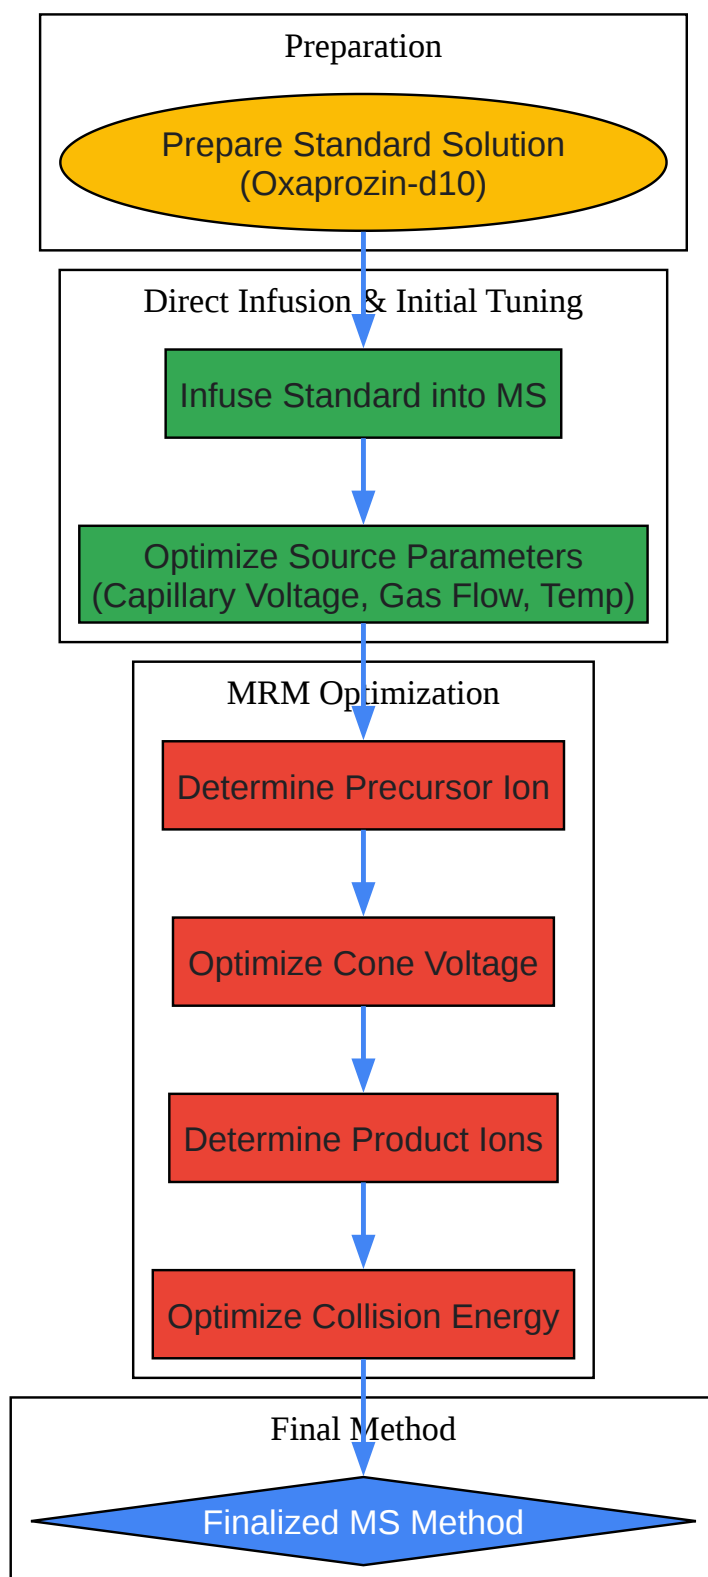 Preparation
Prepare Standard Solution
(Oxaprozin-d10)
Direct Infusion & Initial Tuning
Infuse Standard into MS
Optimize Source Parameters
(Capillary Voltage, Gas Flow, Temp)
MRM Optimization
Determine Precursor Ion
Optimize Cone Voltage
Determine Product Ions
Optimize Collision Energy
Final Method
Finalized MS Method